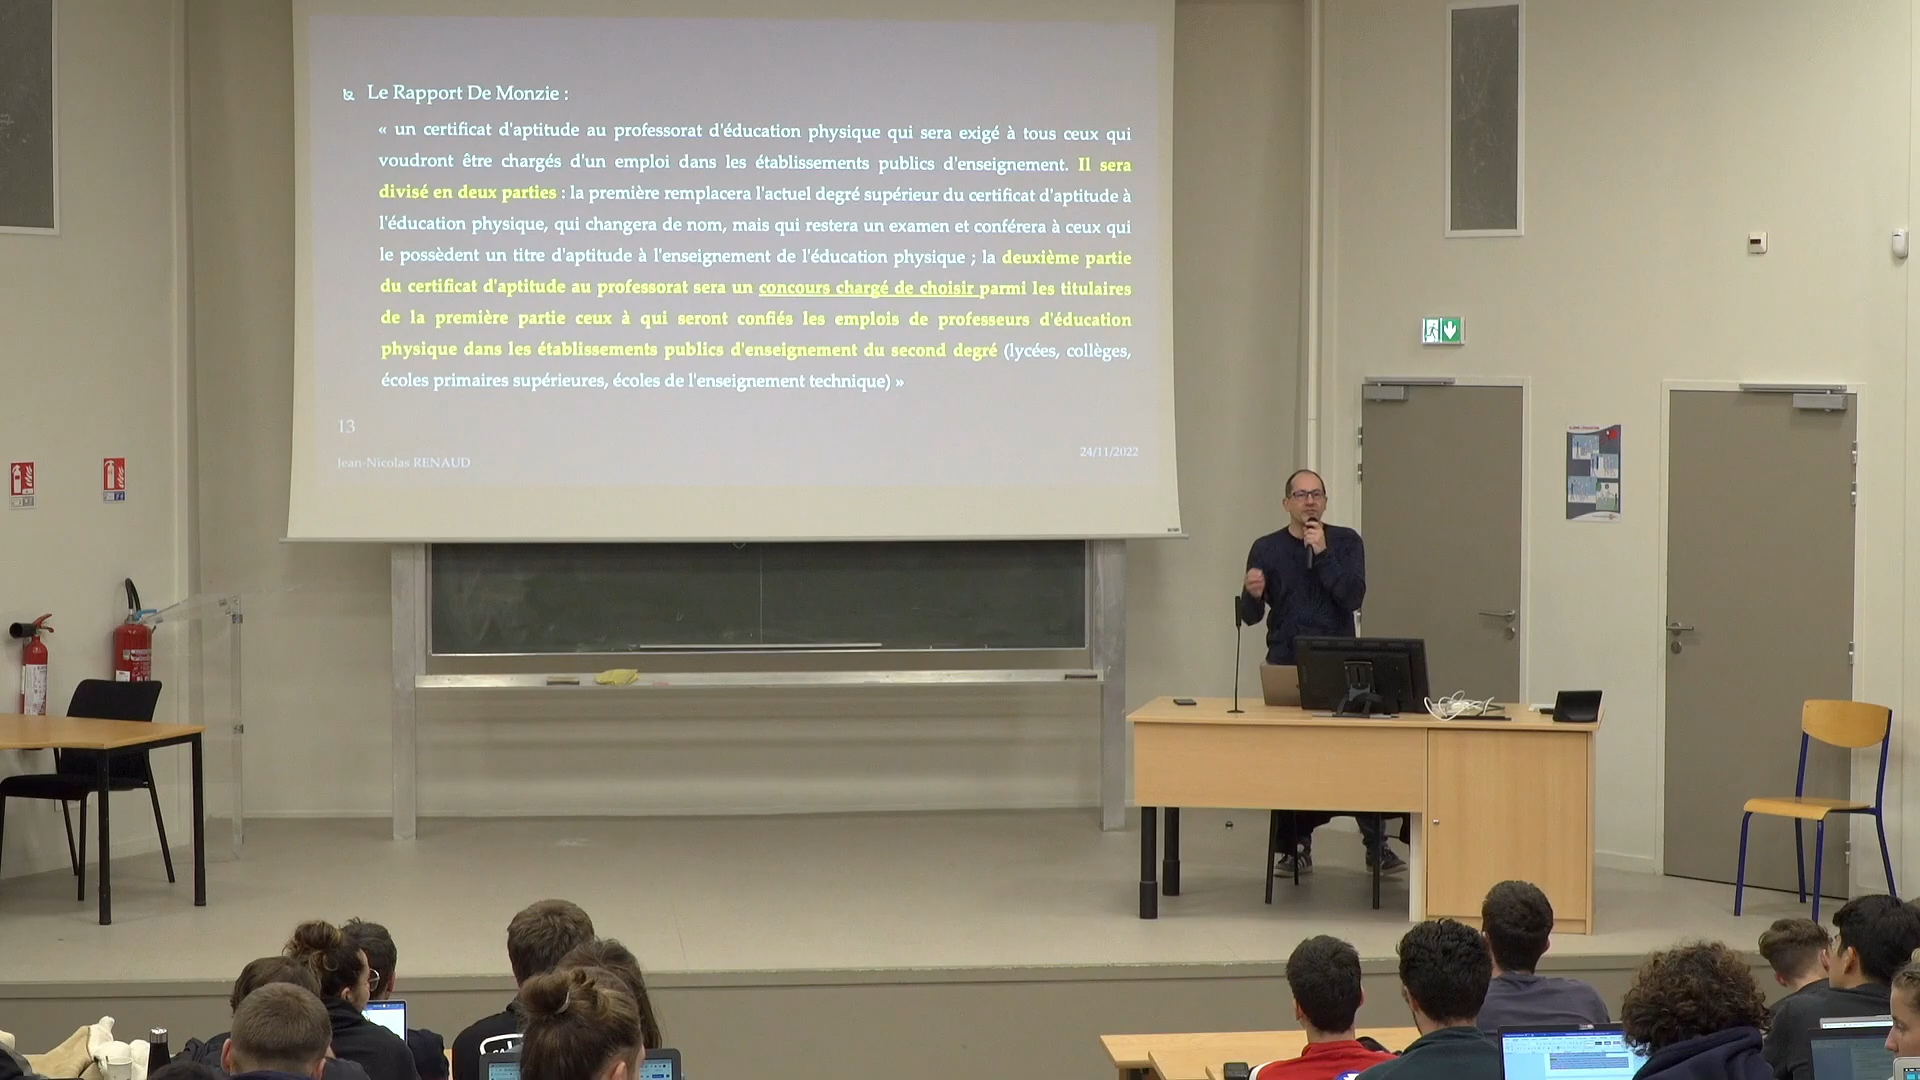 Le Rapport De Monzie :
« un certificat d'aptitude au professorat d'éducation physique qui sera exigé à tous ceux qui
voudront être chargés d'un emploi dans les établissements publics d'enseignement. Il sera
divisé en deux parties : la première remplacera l'actuel degré supérieur du certificat d'aptitude à
l'éducation physique, qui changera de nom, mais qui restera un examen et conférera à ceux qui
le possèdent un titre d'aptitude à l'enseignement de l'éducation physique ; la deuxième partie
du certificat d'aptitude au professorat sera un concours chargé de choisir parmi les titulaires
de la première partie ceux à qui seront confiés les emplois de professeurs d'éducation
physique dans les établissements publics d'enseignement du second degré (lycées, collèges,
écoles primaires supérieures, écoles de l'enseignement technique) »
13
Jean-Nicolas RENAUD
24/11/2022